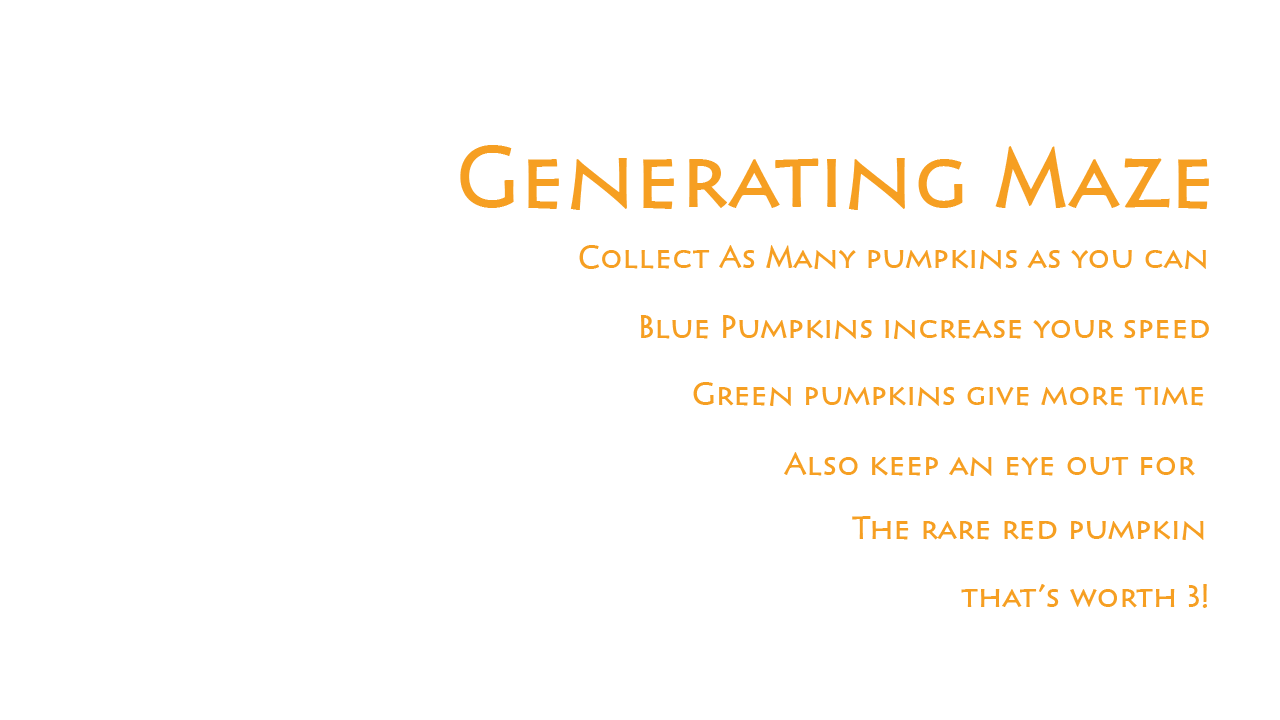 Generating Maze
Collect As Many pumpkins as you can
Blue Pumpkins increase your speed
Green pumpkins give more time
Also keep an eye out for
The rare red pumpkin
that's worth 3!